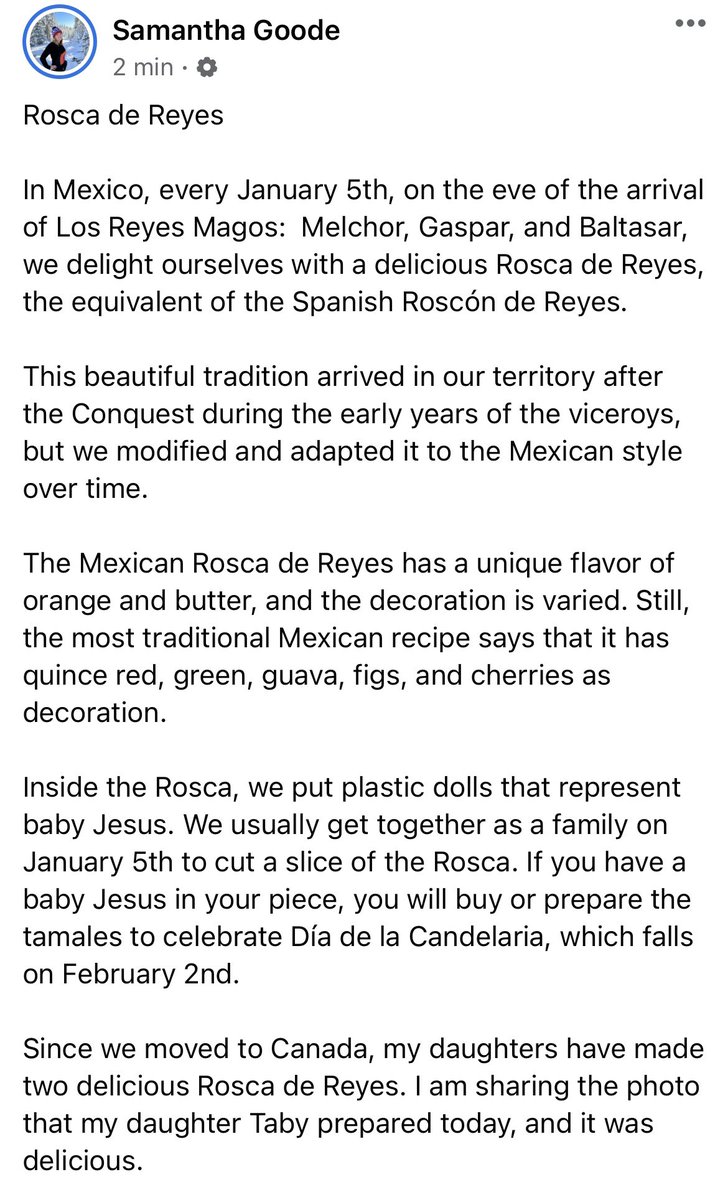 Samantha Goode
2 min ·
Rosca de Reyes
In Mexico, every January 5th, on the eve of the arrival
of Los Reyes Magos:  Melchor, Gaspar, and Baltasar,
we delight ourselves with a delicious Rosca de Reyes,
the equivalent of the Spanish Roscón de Reyes.
This beautiful tradition arrived in our territory after
the Conquest during the early years of the viceroys,
but we modified and adapted it to the Mexican style
over time.
The Mexican Rosca de Reyes has a unique flavor of
orange and butter, and the decoration is varied. Still,
the most traditional Mexican recipe says that it has
quince red, green, guava, figs, and cherries as
decoration.
Inside the Rosca, we put plastic dolls that represent
baby Jesus. We usually get together as a family on
January 5th to cut a slice of the Rosca. If you have a
baby Jesus in your piece, you will buy or prepare the
tamales to celebrate Día de la Candelaria, which falls
on February 2nd.
Since we moved to Canada, my daughters have made
two delicious Rosca de Reyes. I am sharing the photo
that my daughter Taby prepared today, and it was
delicious.